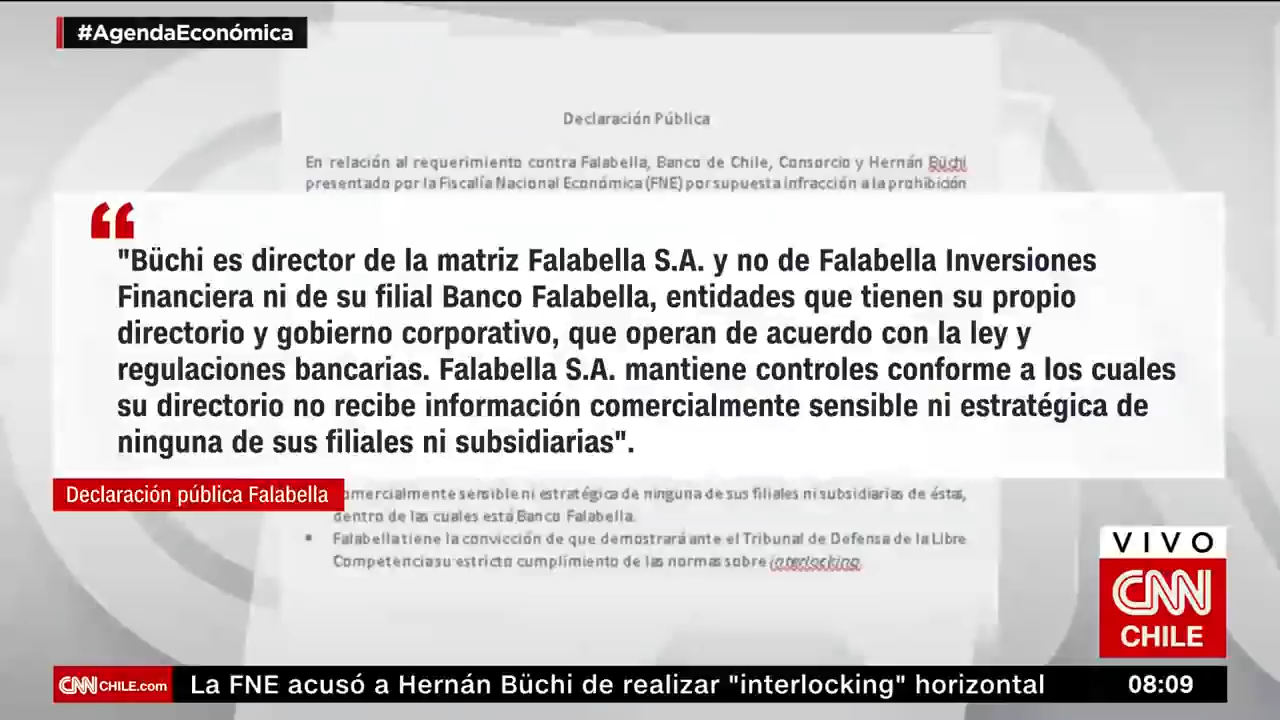 #AgendaEconómica
Declaración Pública
En relación al requerimiento contra Falabella, Banco de Chile, Consorcio y Hernán Büchi
presentado por la Fiscalía Nacional Económica (FNE) por supuesta infracción a la prohibición
"Büchi es director de la matriz Falabella S.A. y no de Falabella Inversiones
Financiera ni de su filial Banco Falabella, entidades que tienen su propio
directorio y gobierno corporativo, que operan de acuerdo con la ley y
regulaciones bancarias. Falabella S.A. mantiene controles conforme a los cuales
su directorio no recibe información comercialmente sensible ni estratégica de
ninguna de sus filiales ni subsidiarias".
Declaración pública Falabella
omercialmente sensible ni estratégica de ninguna de sus filiales ni subsidiarias de éstas,
dentro de las cuales está Banco Falabella.
• Falabella tiene la convicción de que demostrará ante el Tribunal de Defensa de la Libre
Competencia su estricto cumplimiento de las normas sobre interlocking.
VIVO
CNN
CHILE
CNNCHILE.com La FNE acusó a Hernán Büchi de realizar "interlocking" horizontal 08:09